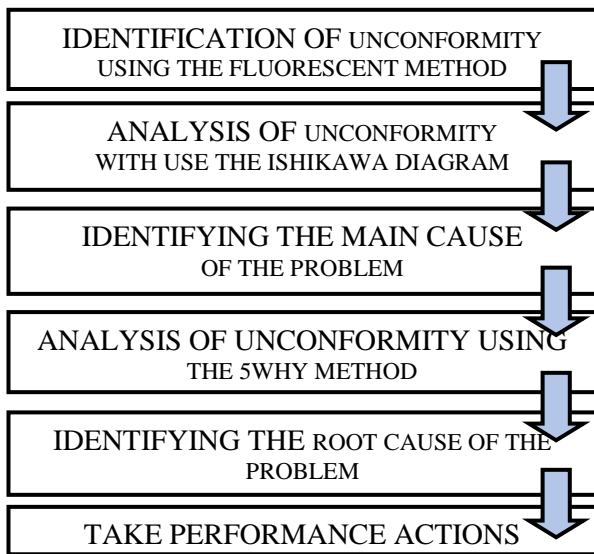 IDENTIFICATION OF UNCONFORMITY
USING THE FLUORESCENT METHOD
ANALYSIS OF UNCONFORMITY
WITH USE THE ISHIKAWA DIAGRAM
IDENTIFYING THE MAIN CAUSE
OF THE PROBLEM
ANALYSIS OF UNCONFORMITY USING
THE 5WHY METHOD
IDENTIFYING THE ROOT CAUSE OF THE
PROBLEM
TAKE PERFORMANCE ACTIONS